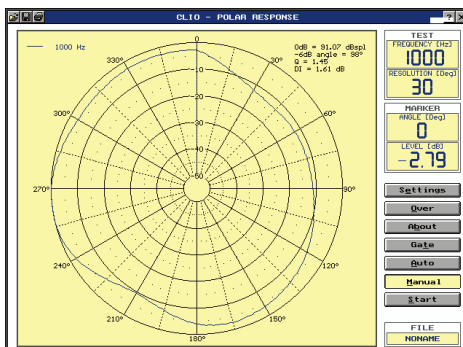 CLIO - POLAR RESPONSE
? X
1000 Hz
0dB = 91.07 dBspl
-6dB angle = 98°
Q = 1.45
DI = 1.61 dB
0
30°
60°
90°
120°
150°
180°
210°
240°
270°
300°
330°
-10
-20
-30
-40
-60
TEST
FREQUENCY [Hz]
1000
RESOLUTION [Deg]
30
MARKER
ANGLE [Deg]
0
LEVEL [dB]
-2.79
Settings
Over
About
Gate
Auto
Manual
Start
FILE
NONAME